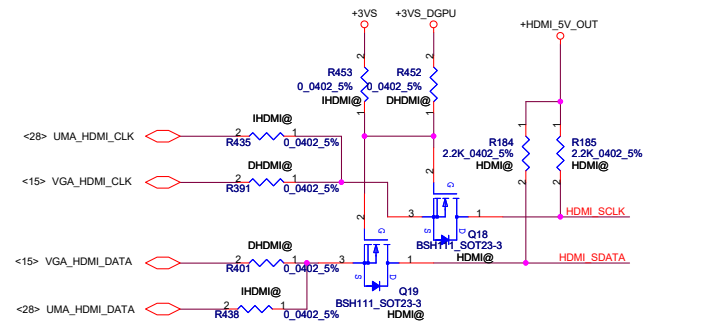 +3VS +3VS_DGPU
+HDMI_5V_OUT
2 2
R453 R452
0_0402_5% 0_0402_5%
IHDMI@ DHDMI@
1 1
IHDMI@
<28> UMA_HDMI_CLK 2 1
R435 0_0402_5%
1 1
R184 R185
2.2K_0402_5% 2.2K_0402_5%
HDMI@ HDMI@
2 2
DHDMI@
<15> VGA_HDMI_CLK 2 1
R391 0_0402_5%
2
G
3 1 HDMI_SCLK
S D
2
G
Q18
BSH111_SOT23-3
HDMI@
DHDMI@
<15> VGA_HDMI_DATA 2 1 3 1 HDMI_SDATA
R401 0_0402_5%
S D
IHDMI@
<28> UMA_HDMI_DATA 2 1
R438 0_0402_5%
Q19
BSH111_SOT23-3
HDMI@